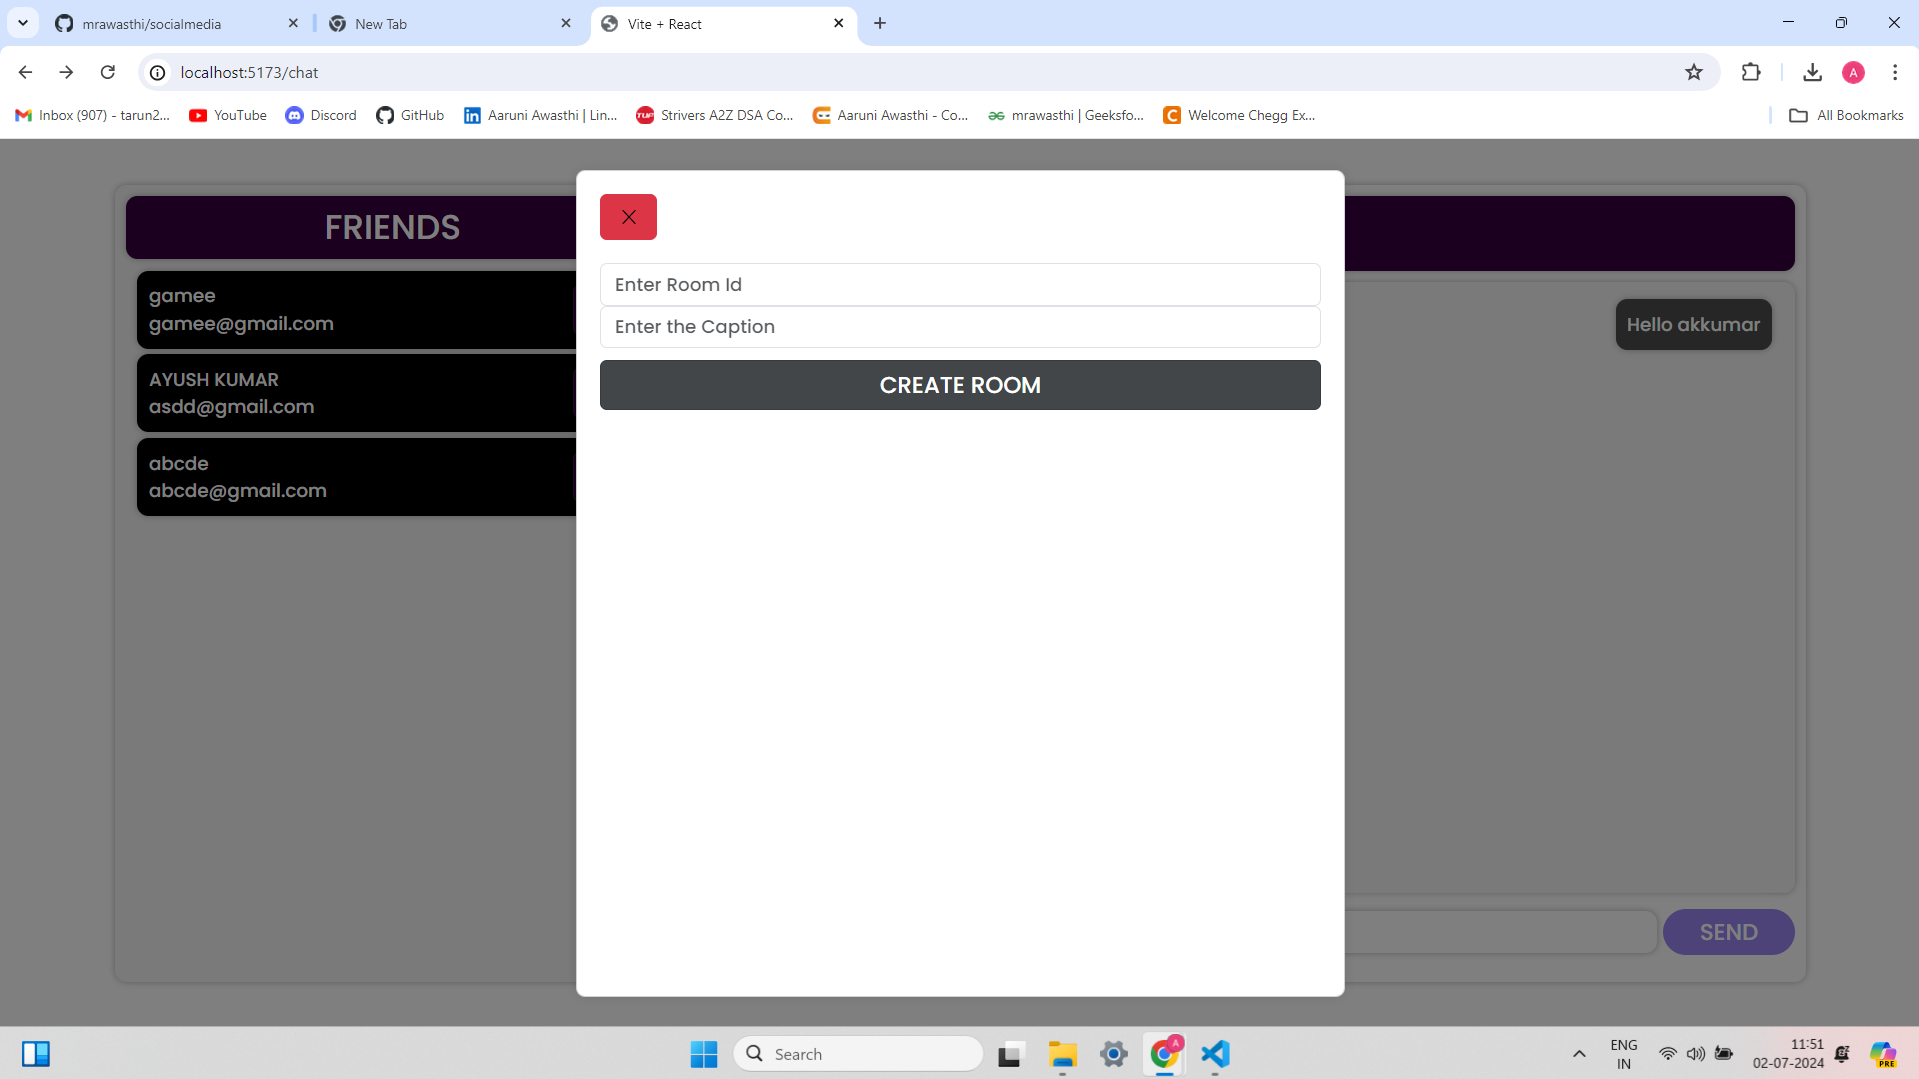 mrawasthi/socialmedia
New Tab
Vite + React
localhost:5173/chat
A
Inbox (907) - tarun2...
YouTube
Discord
GitHub
Aaruni Awasthi | Lin...
TUF
Strivers A2Z DSA Co...
Aaruni Awasthi - Co...
mrawasthi | Geeksfo...
C
Welcome Chegg Ex...
All Bookmarks
FRIENDS
gamee
gamee@gmail.com
AYUSH KUMAR
asdd@gmail.com
abcde
abcde@gmail.com
Enter Room Id
Enter the Caption
CREATE ROOM
Hello akkumar
SEND
Search
A
ENG
IN
11:51
02-07-2024
PRE